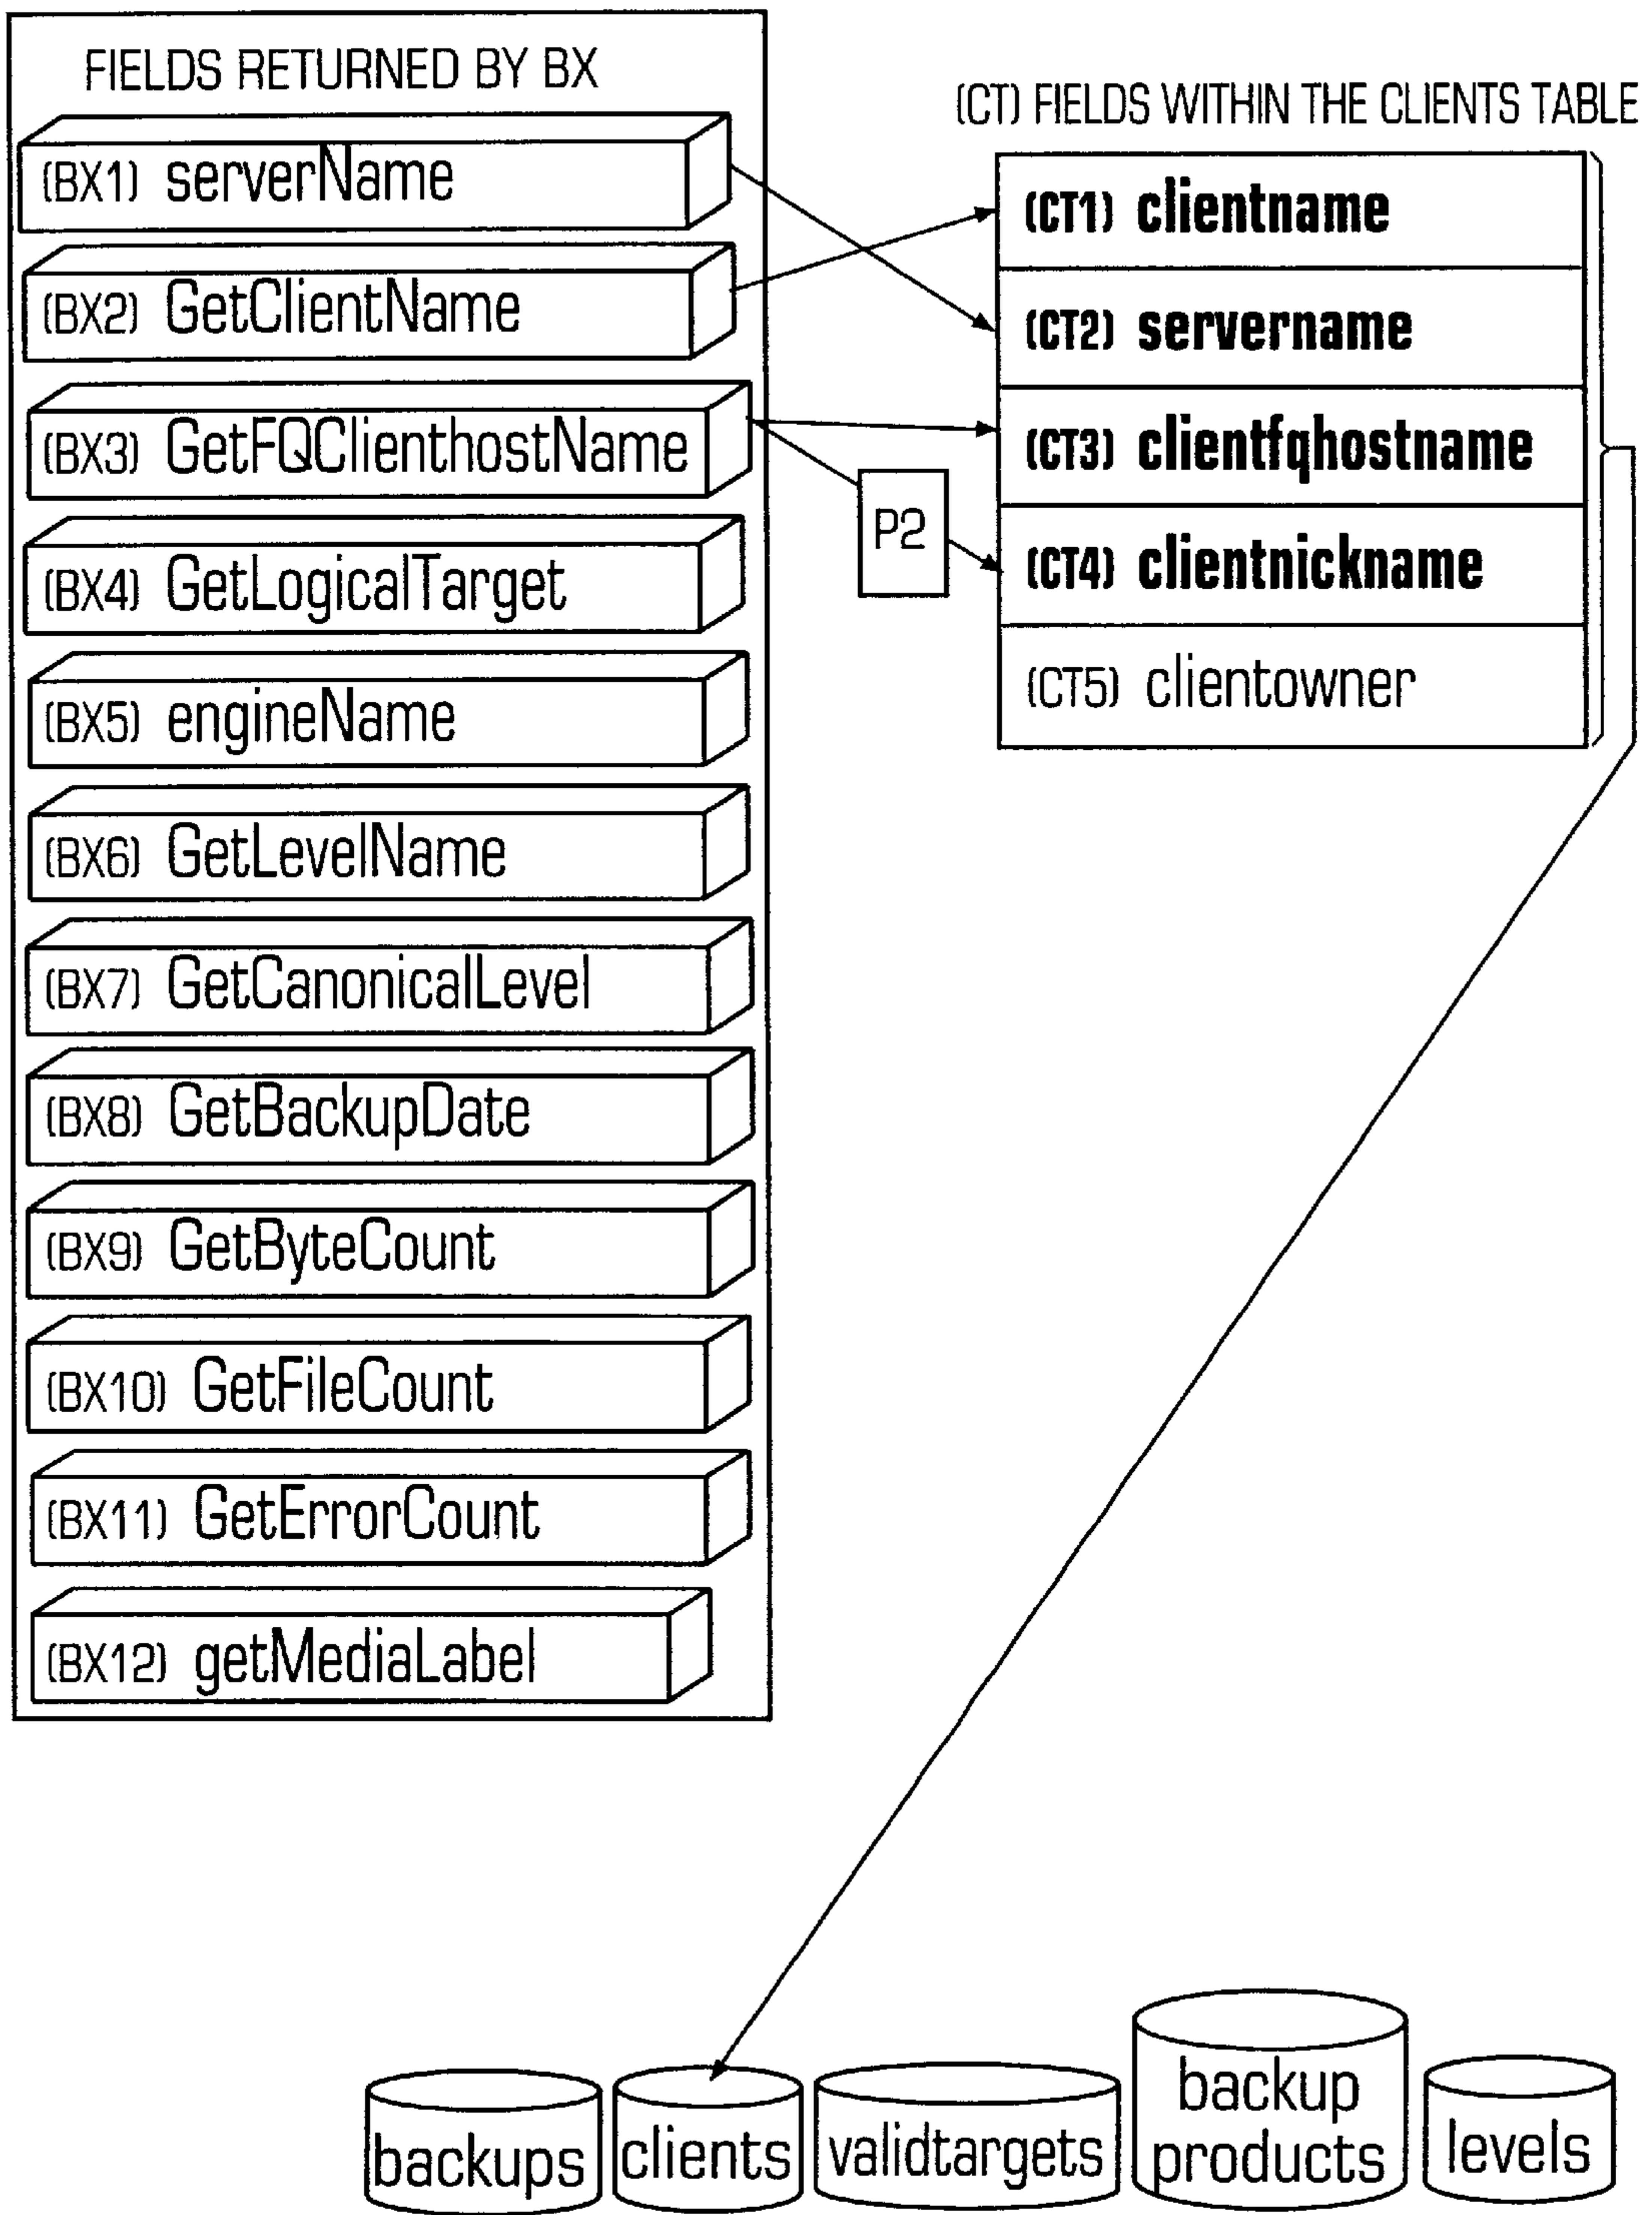 FIELDS RETURNED BY BX
(BX1) serverName
(BX2) GetClientName
(BX3) GetFQClienthostName
(BX4) GetLogicalTarget
(BX5) engineName
(BX6) GetLevelName
(BX7) GetCanonicalLevel
(BX8) GetBackupDate
(BX9) GetByteCount
(BX10) GetFileCount
(BX11) GetErrorCount
(BX12) getMediaLabel
(CT) FIELDS WITHIN THE CLIENTS TABLE
(CT1) clientname
(CT2) servername
(CT3) clientfqhostname
(CT4) clientnickname
(CT5) clientowner
P2
backups
clients
validtargets
backup
products
levels